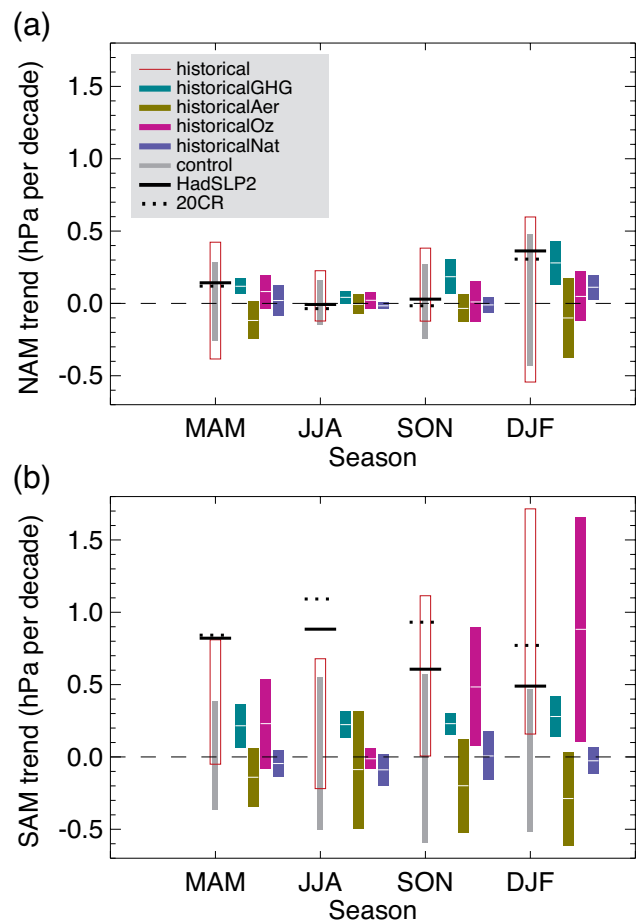 (a)
NAM trend (hPa per decade)
1.5
1.0
0.5
0.0
-0.5
historical
historicalGHG
historicalAer
historicalOz
historicalNat
control
HadSLP2
20CR
MAM JJA SON DJF
Season
(b)
SAM trend (hPa per decade)
1.5
1.0
0.5
0.0
-0.5
MAM JJA SON DJF
Season